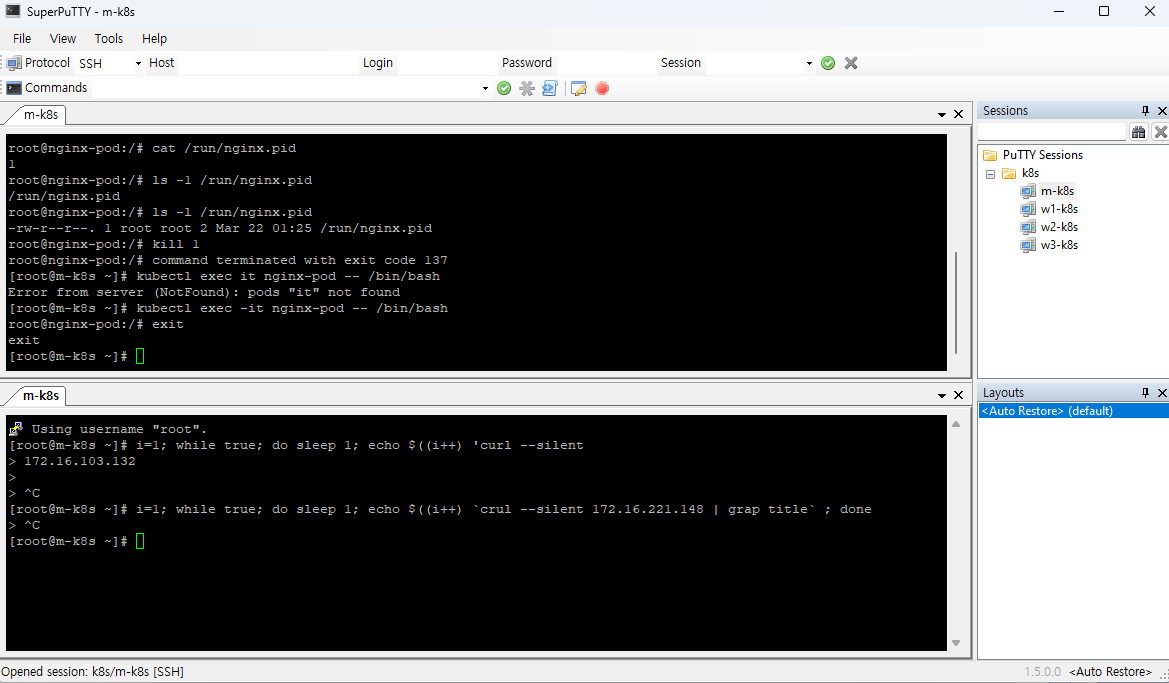 SuperPuTTY - m-k8s
File View Tools Help
Protocol SSH Host Login Password Session
Commands
m-k8s
root@nginx-pod:/# cat /run/nginx.pid
1
root@nginx-pod:/# ls -1 /run/nginx.pid
/run/nginx.pid
root@nginx-pod:/# ls -l /run/nginx.pid
-rw-r--r--. 1 root root 2 Mar 22 01:25 /run/nginx.pid
root@nginx-pod:/# kill 1
root@nginx-pod:/# command terminated with exit code 137
[root@m-k8s ~]# kubectl exec it nginx-pod -- /bin/bash
Error from server (NotFound): pods "it" not found
[root@m-k8s ~]# kubectl exec -it nginx-pod -- /bin/bash
root@nginx-pod:/# exit
exit
[root@m-k8s ~]#
m-k8s
Using username "root".
[root@m-k8s ~]# i=1; while true; do sleep 1; echo $((i++) 'curl --silent
> 172.16.103.132
>
> ^C
[root@m-k8s ~]# i=1; while true; do sleep 1; echo $((i++) `crul --silent 172.16.221.148 | grap title` ; done
> ^C
[root@m-k8s ~]#
Sessions
PuTTY Sessions
k8s
m-k8s
w1-k8s
w2-k8s
w3-k8s
Layouts
<Auto Restore> (default)
Opened session: k8s/m-k8s [SSH]
1.5.0.0 <Auto Restore>